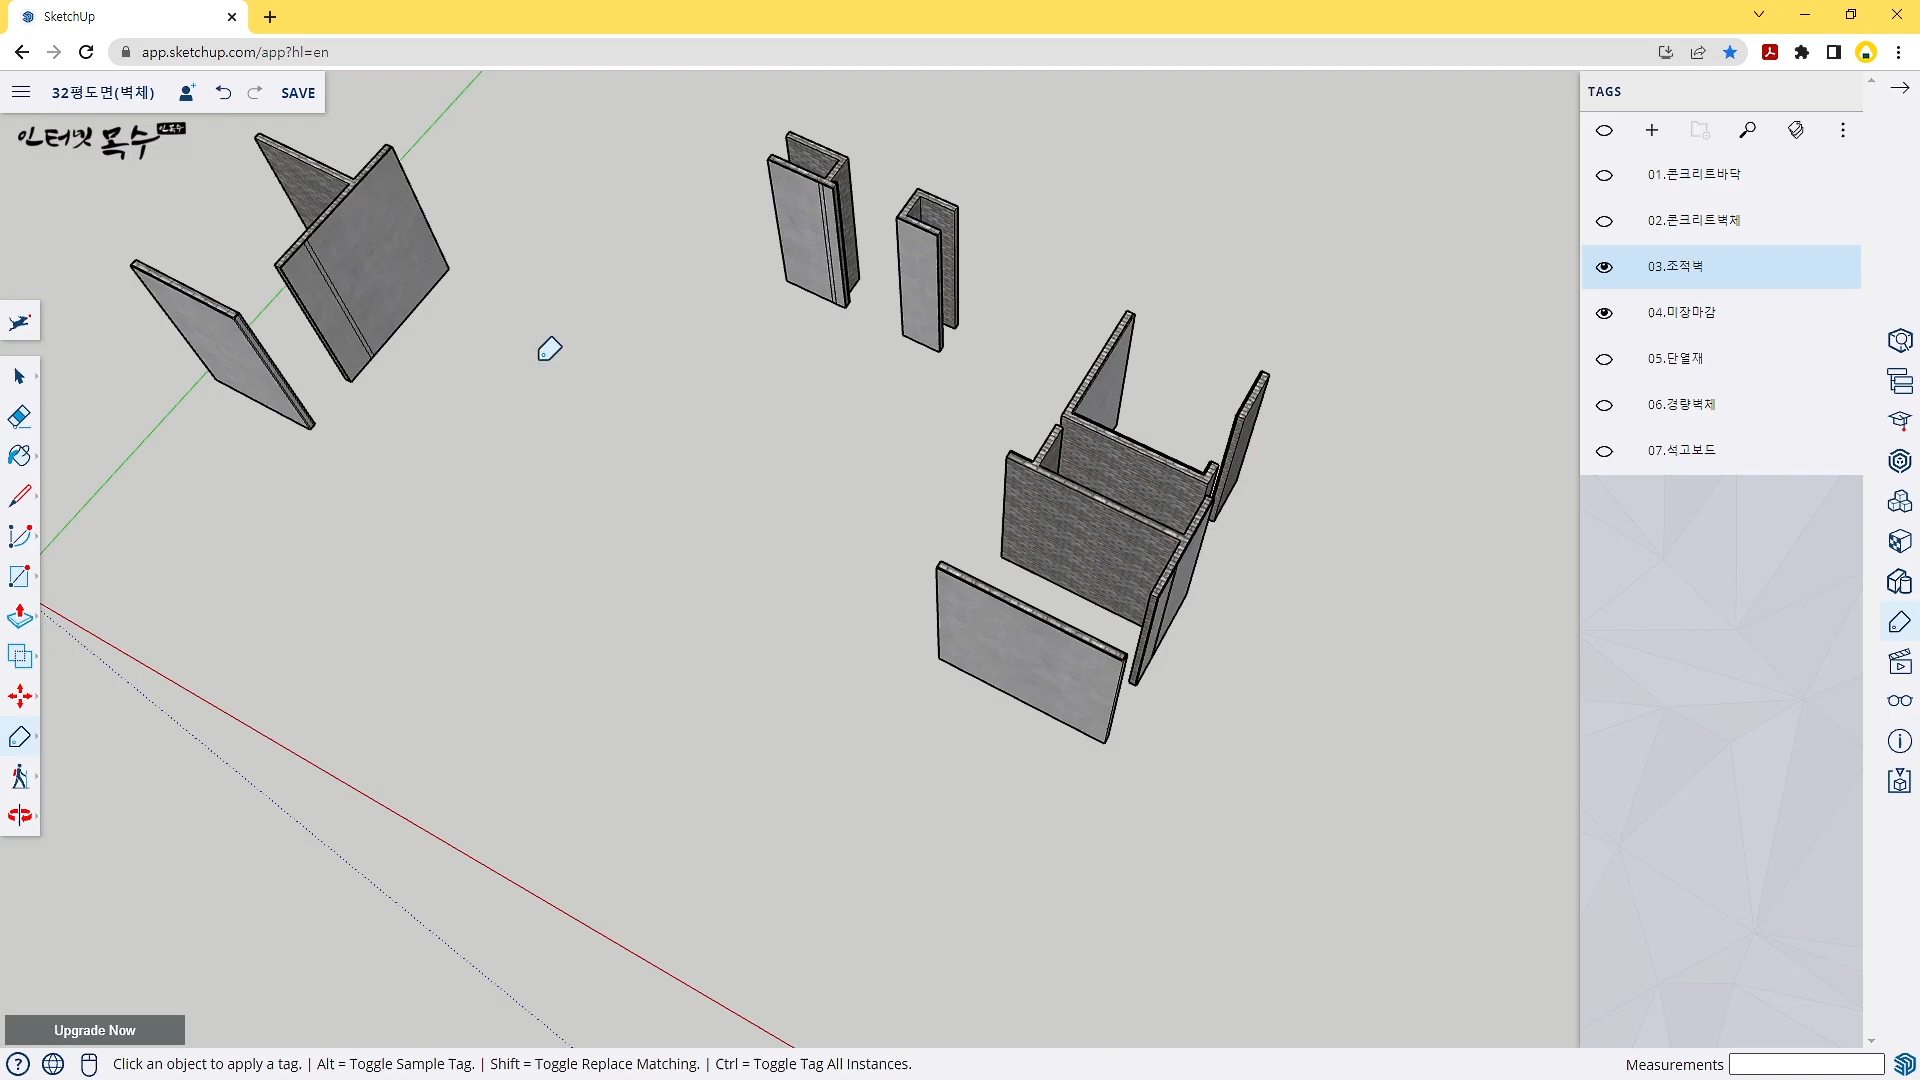 SketchUp
app.sketchup.com/app?hl=en
32평도면(벽체)
SAVE
인터넷 목수
인목수
TAGS
01.콘크리트바닥
02.콘크리트벽체
03.조적벽
04.미장마감
05.단열재
06.경량벽체
07.석고보드
Upgrade Now
Click an object to apply a tag. | Alt = Toggle Sample Tag. | Shift = Toggle Replace Matching. | Ctrl = Toggle Tag All Instances.
Measurements